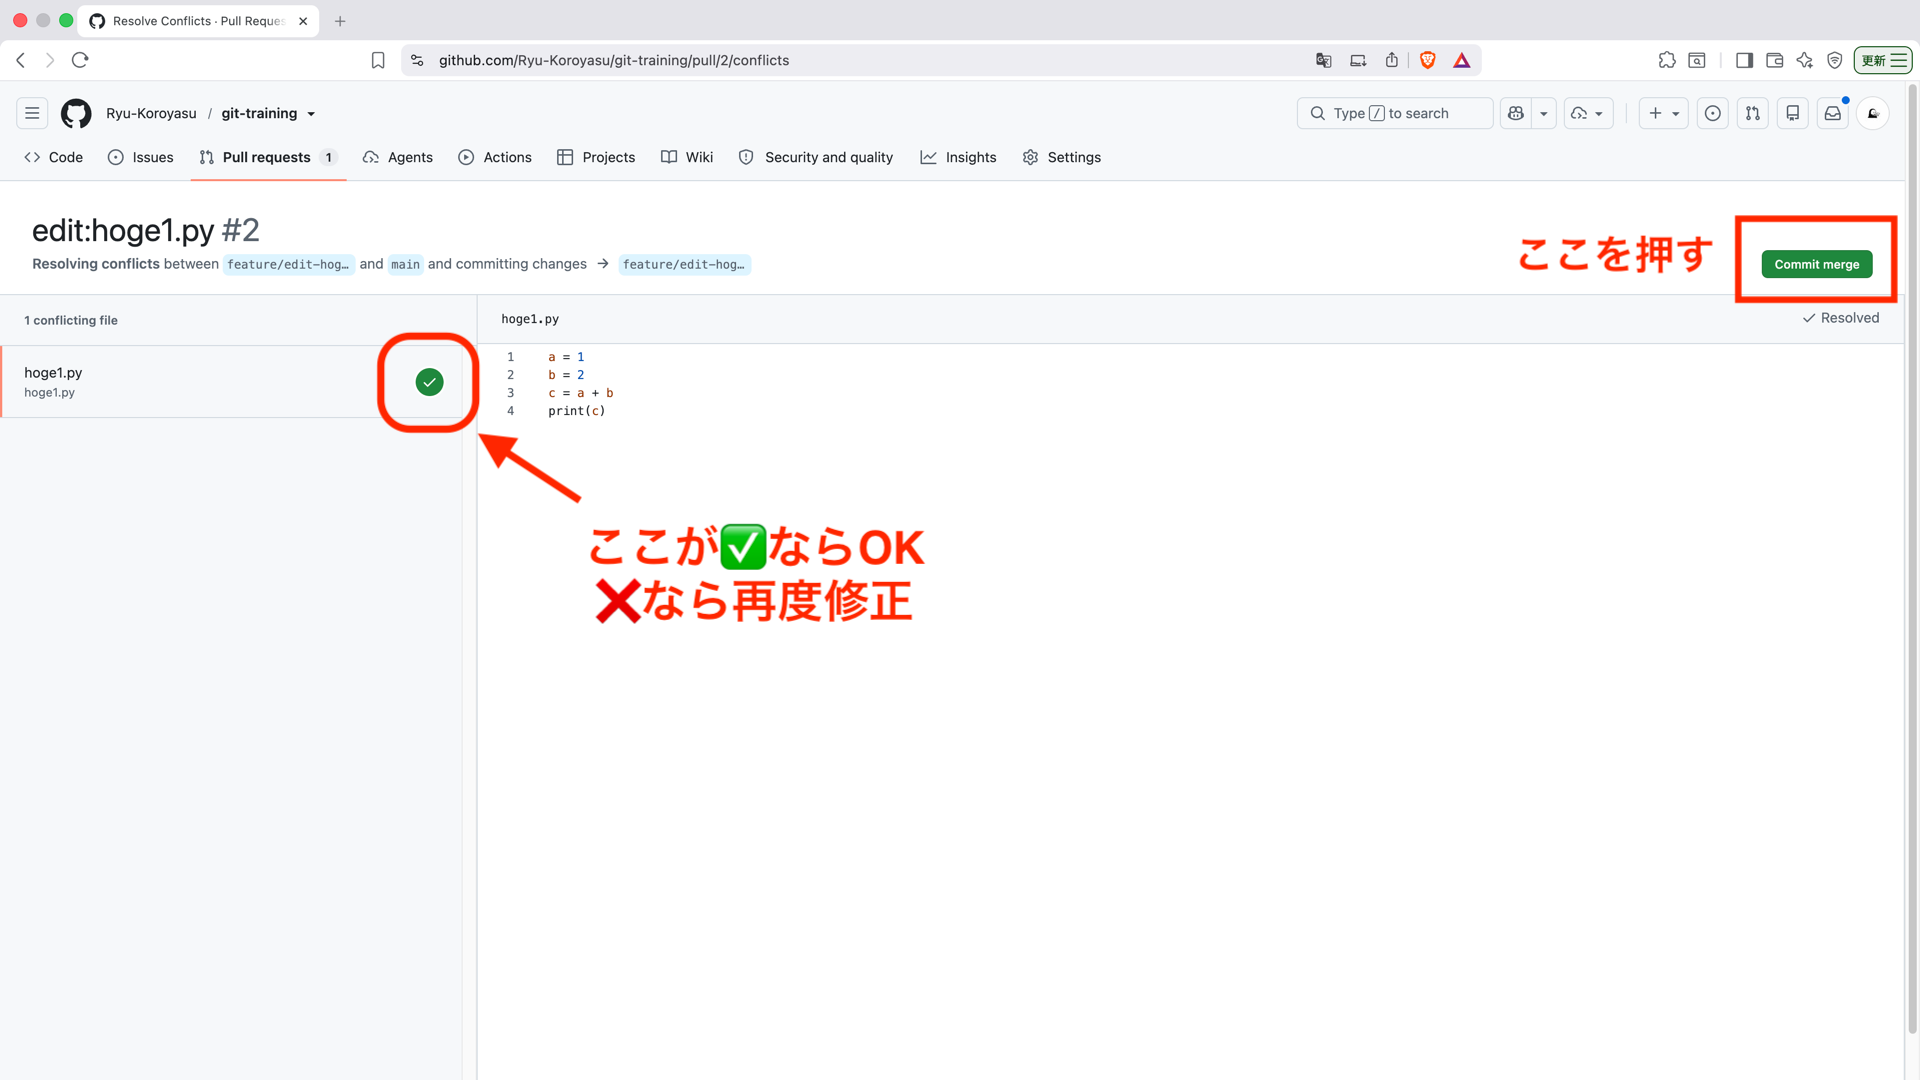 Resolve Conflicts · Pull Reques
github.com/Ryu-Koroyasu/git-training/pull/2/conflicts
更新
Ryu-Koroyasu / git-training
Type / to search
Code
Issues
Pull requests 1
Agents
Actions
Projects
Wiki
Security and quality
Insights
Settings
edit:hoge1.py #2
Resolving conflicts between feature/edit-hog… and main and committing changes → feature/edit-hog…
ここを押す
Commit merge
1 conflicting file
hoge1.py
✓ Resolved
hoge1.py
hoge1.py
1 a = 1
2 b = 2
3 c = a + b
4 print(c)
ここが✅ならOK
❌なら再度修正